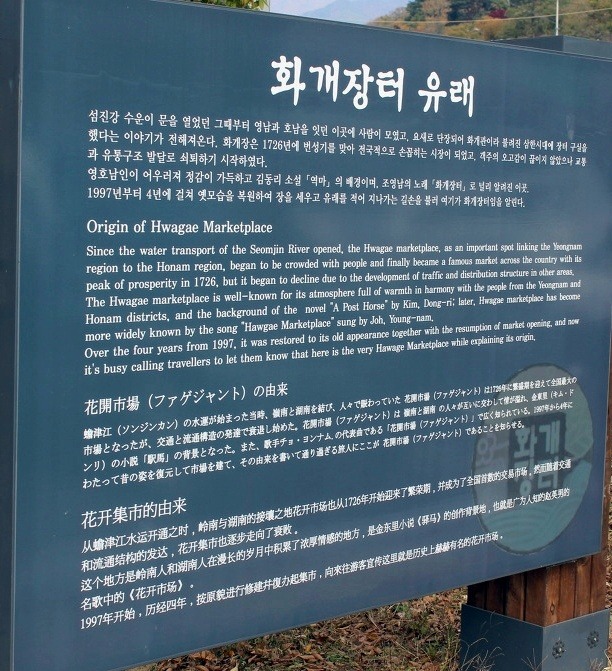 화개장터 유래
섬진강 수운이 문을 열었던 그때부터 영남과 호남을 잇던 이곳에 사람이 모였고, 요새로 단장되어 화개관이라 불려진 삼한시대에 장터 구실을
했다는 이야기가 전해져온다. 화개장은 1726년에 번성기를 맞아 전국적으로 손꼽히는 시장이 되었고, 객주의 오고감이 끊이지 않았으나 교통
과 유통구조 발달로 쇠퇴하기 시작하였다.
영호남인이 어우러져 정감이 가득하고 김동리 소설「역마」의 배경이며, 조영남의 노래「화개장터」로 널리 알려진 이곳.
1997년부터 4년에 걸쳐 옛모습을 복원하여 장을 세우고 유래를 적어 지나가는 길손을 불러 여기가 화개장터임을 알린다.
Origin of Hwagae Marketplace
Since the water transport of the Seomjin River opened, the Hwagae marketplace, as an important spot linking the Yeongnam
region to the Honam region, began to be crowded with people and finally became a famous market across the country with its
peak of prosperity in 1726, but it began to decline due to the development of traffic and distribution structure in other areas.
The Hwagae marketplace is well-known for its atmosphere full of warmth in harmony with the people from the Yeongnam and
Honam districts, and the background of the novel "A Post Horse" by Kim, Dong-ri; later, Hwagae marketplace has become
more widely known by the song "Hawgae Marketplace" sung by Joh, Young-nam.
Over the four years from 1997, it was restored to its old appearance together with the resumption of market opening, and now
it's busy calling travellers to let them know that here is the very Hawage Marketplace while explaining its origin.
花開市場（ファゲジャント）の由来
蟾津江（ソンジンカン）の水運が始まった当時、嶺南と湖南を結び、人々で賑わっていた 花開市場（ファゲジャント）は1726年に繁盛期を迎えて全国最大の
市場となったが、交通と流通構造の発達で衰退し始めた。花開市場（ファゲジャント）は 嶺南と湖南 の人々が互いに交わして情が溢れ、金東里（キム・ド
ンリ）の小説「駅馬」の背景となった。また、歌手チョ・ヨンナム の代表曲である「花開市場（ファゲジャント）」で広く知られている。1997年から4年に
わたって昔の姿を復元して市場を建て、その由来を書いて通り過ぎる旅人にここが 花開市場（ファゲジャント）であることを知らせる。
花开集市的由来
从蟾津江水运开通之时，岭南与湖南的接壤之地花开市场也从1726年开始迎来了繁荣期，并成为了全国首数的交易市场，然而随着交通
和流通结构的发达，花开集市也逐步走向了衰败。
这个地方是岭南人和湖南人在漫长的岁月中积累了浓厚情感的地方，是金东里小说《驿马》的创作背景地，也就是广为人知的赵英男的
名歌中的《花开市场》。
1997年开始，历经四年，按原貌进行修建并復办起集市，向来往游客宣传这里就是历史上赫赫有名的花开市场。
화개
장터